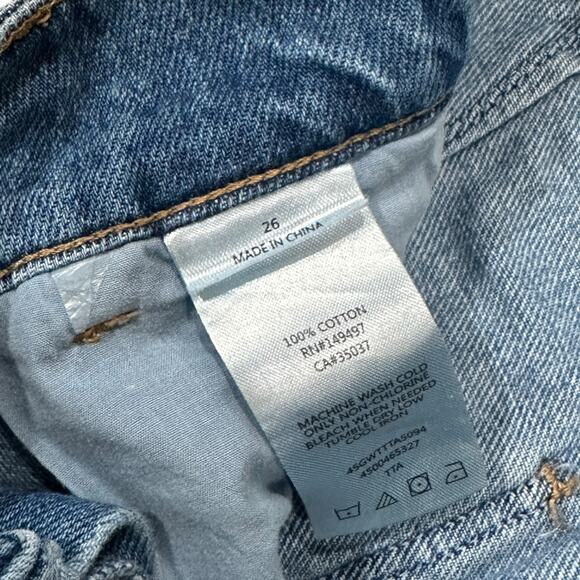 26
MADE IN CHINA
100% COTTON
RN#149497
CA#35037
MACHINE WASH COLD
ONLY NON-CHLORINE
BLEACH WHEN NEEDED
TUMBLE DRY LOW
COOL IRON
45GWTTTAS094
4500465327
TTA